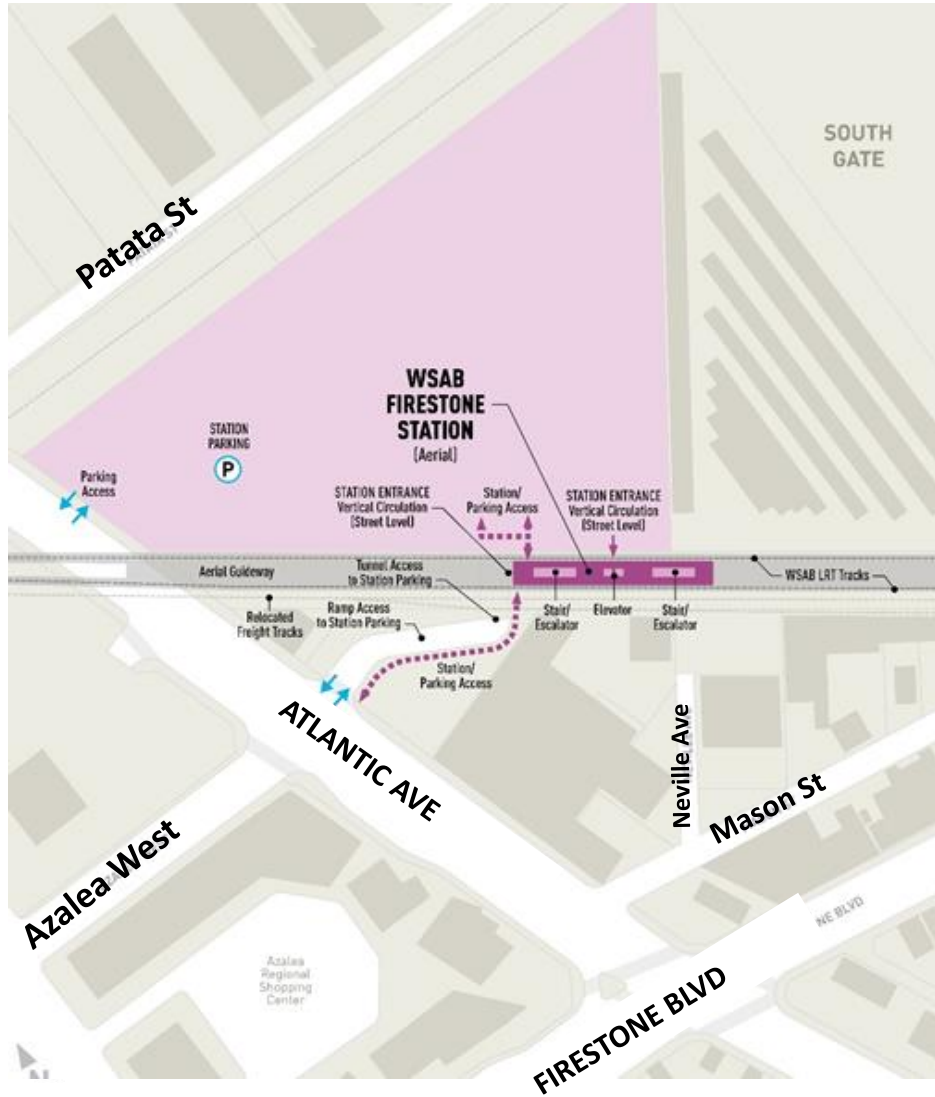 SOUTH
GATE
Patata St
WSAB
FIRESTONE
STATION
(Aerial)
STATION
PARKING
P
Parking
Access
STATION ENTRANCE
Vertical Circulation
(Street Level)
Station/
Parking Access
STATION ENTRANCE
Vertical Circulation
(Street Level)
Aerial Guideway
Tunnel Access
to Station Parking
WSAB LRT Tracks
Relocated
Freight Tracks
Ramp Access
to Station Parking
Stair/
Escalator
Elevator
Stair/
Escalator
Station/
Parking Access
ATLANTIC AVE
Neville Ave
Mason St
Azalea West
NE BLVD
Azalea
Regional
Shopping
Center
FIRESTONE BLVD